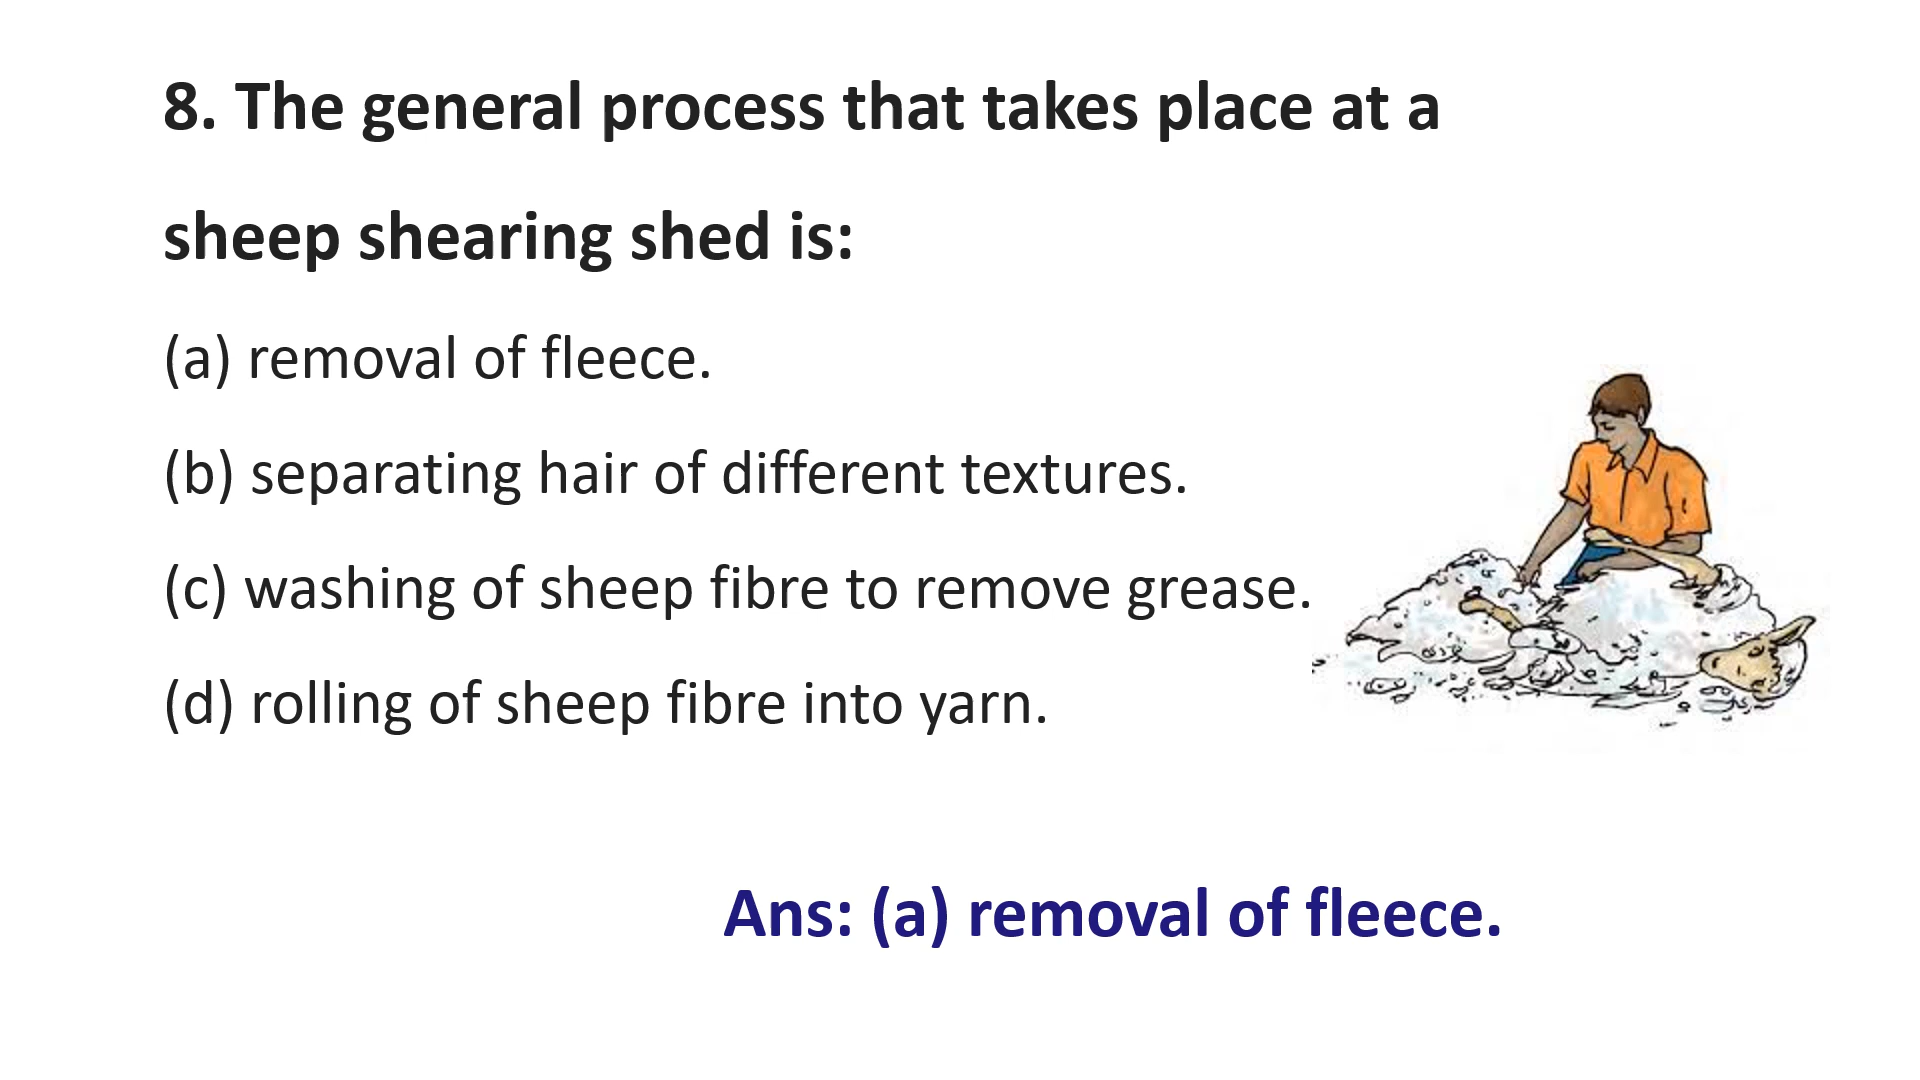 8. The general process that takes place at a
sheep shearing shed is:
(a) removal of fleece.
(b) separating hair of different textures.
(c) washing of sheep fibre to remove grease.
(d) rolling of sheep fibre into yarn.
Ans: (a) removal of fleece.